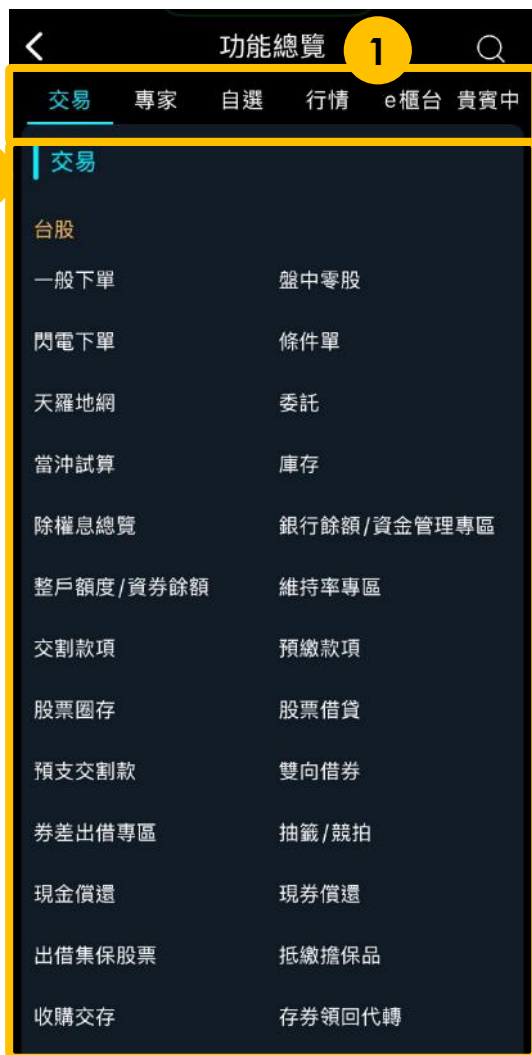 功能總覽
1
交易 專家 自選 行情 e櫃台 貴賓中
交易
台股
一般下單 盤中零股
閃電下單 條件單
天羅地網 委託
當沖試算 庫存
除權息總覽 銀行餘額/資金管理專區
整戶額度/資券餘額 維持率專區
交割款項 預繳款項
股票圈存 股票借貸
預支交割款 雙向借券
券差出借專區 抽籤/競拍
現金償還 現券償還
出借集保股票 抵繳擔保品
收購交存 存券領回代轉